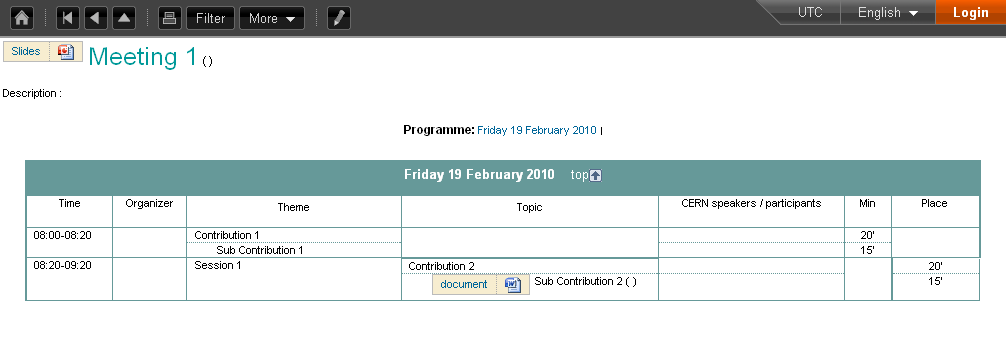 Filter More UTC English Login
Slides Meeting 1 ( )
Description :
Programme: Friday 19 February 2010 |
Friday 19 February 2010 top
Time Organizer Theme Topic CERN speakers / participants Min Place
08:00-08:20 Contribution 1 20'
Sub Contribution 1 15'
08:20-09:20 Session 1 Contribution 2 20'
document Sub Contribution 2 ( ) 15'